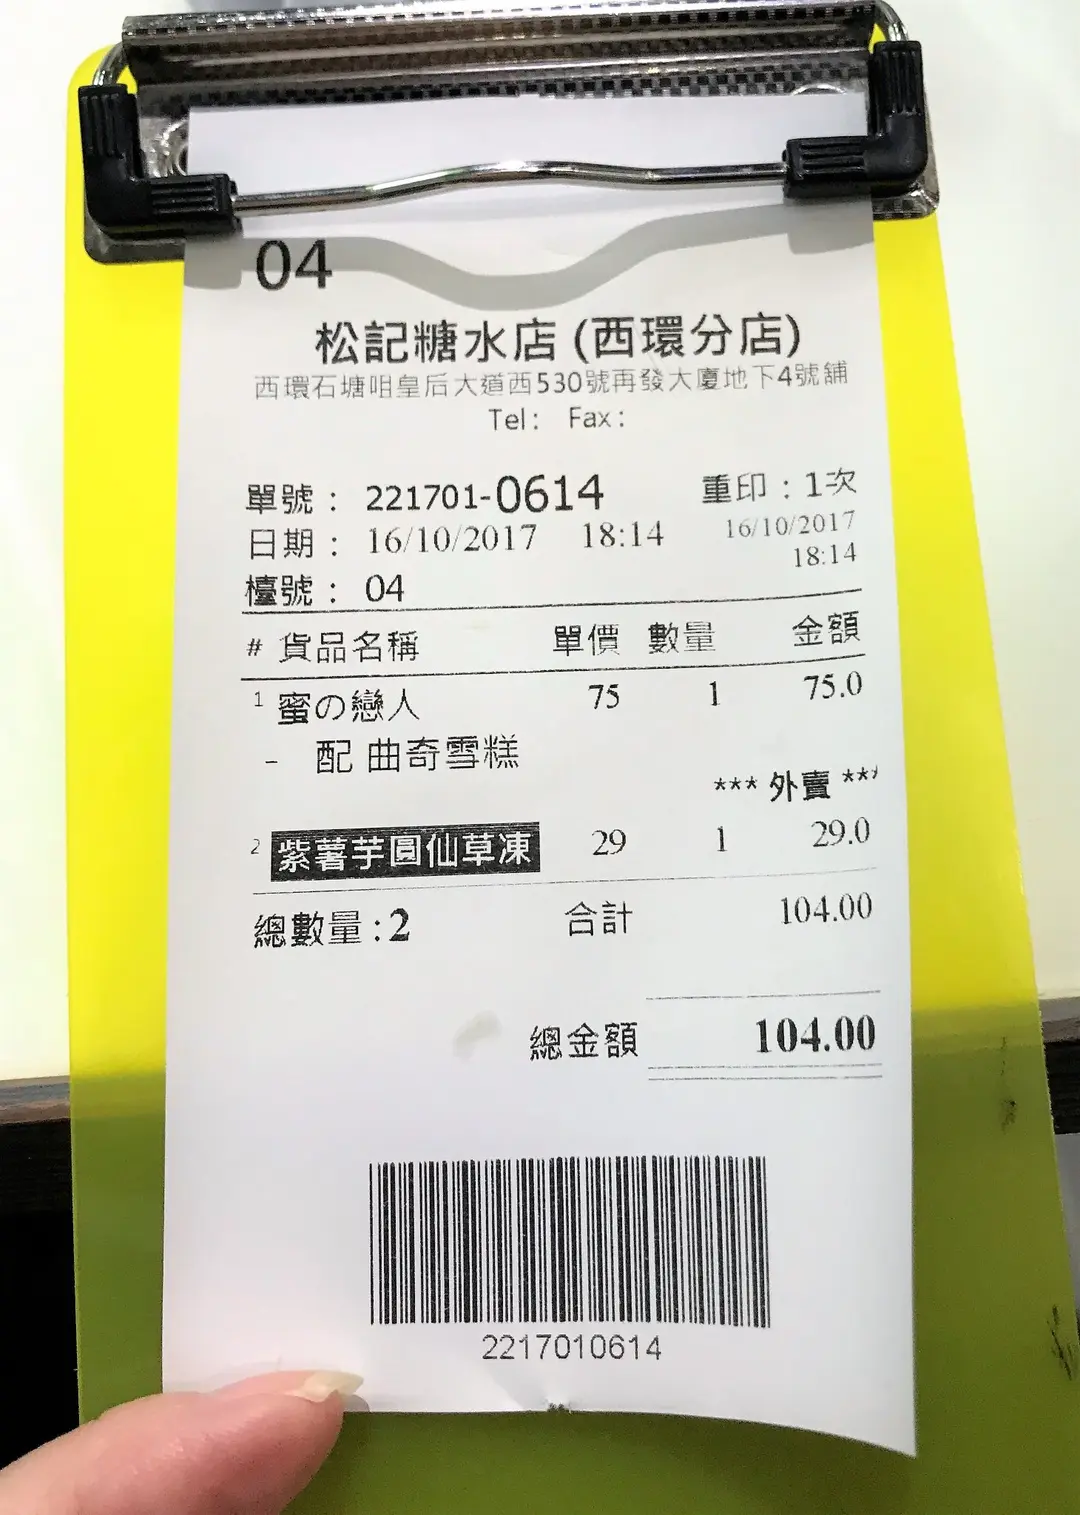 04
松記糖水店 (西環分店)
西環石塘咀皇后大道西530號再發大廈地下4號舖
Tel: Fax:
單號: 221701-0614 重印:1次
日期: 16/10/2017 18:14 16/10/2017
18:14
檯號: 04
# 貨品名稱 單價 數量 金額
1 蜜の戀人 75 1 75.0
- 配 曲奇雪糕
*** 外賣 ***
2 紫薯芋圓仙草凍 29 1 29.0
總數量:2 合計 104.00
總金額 104.00
2217010614